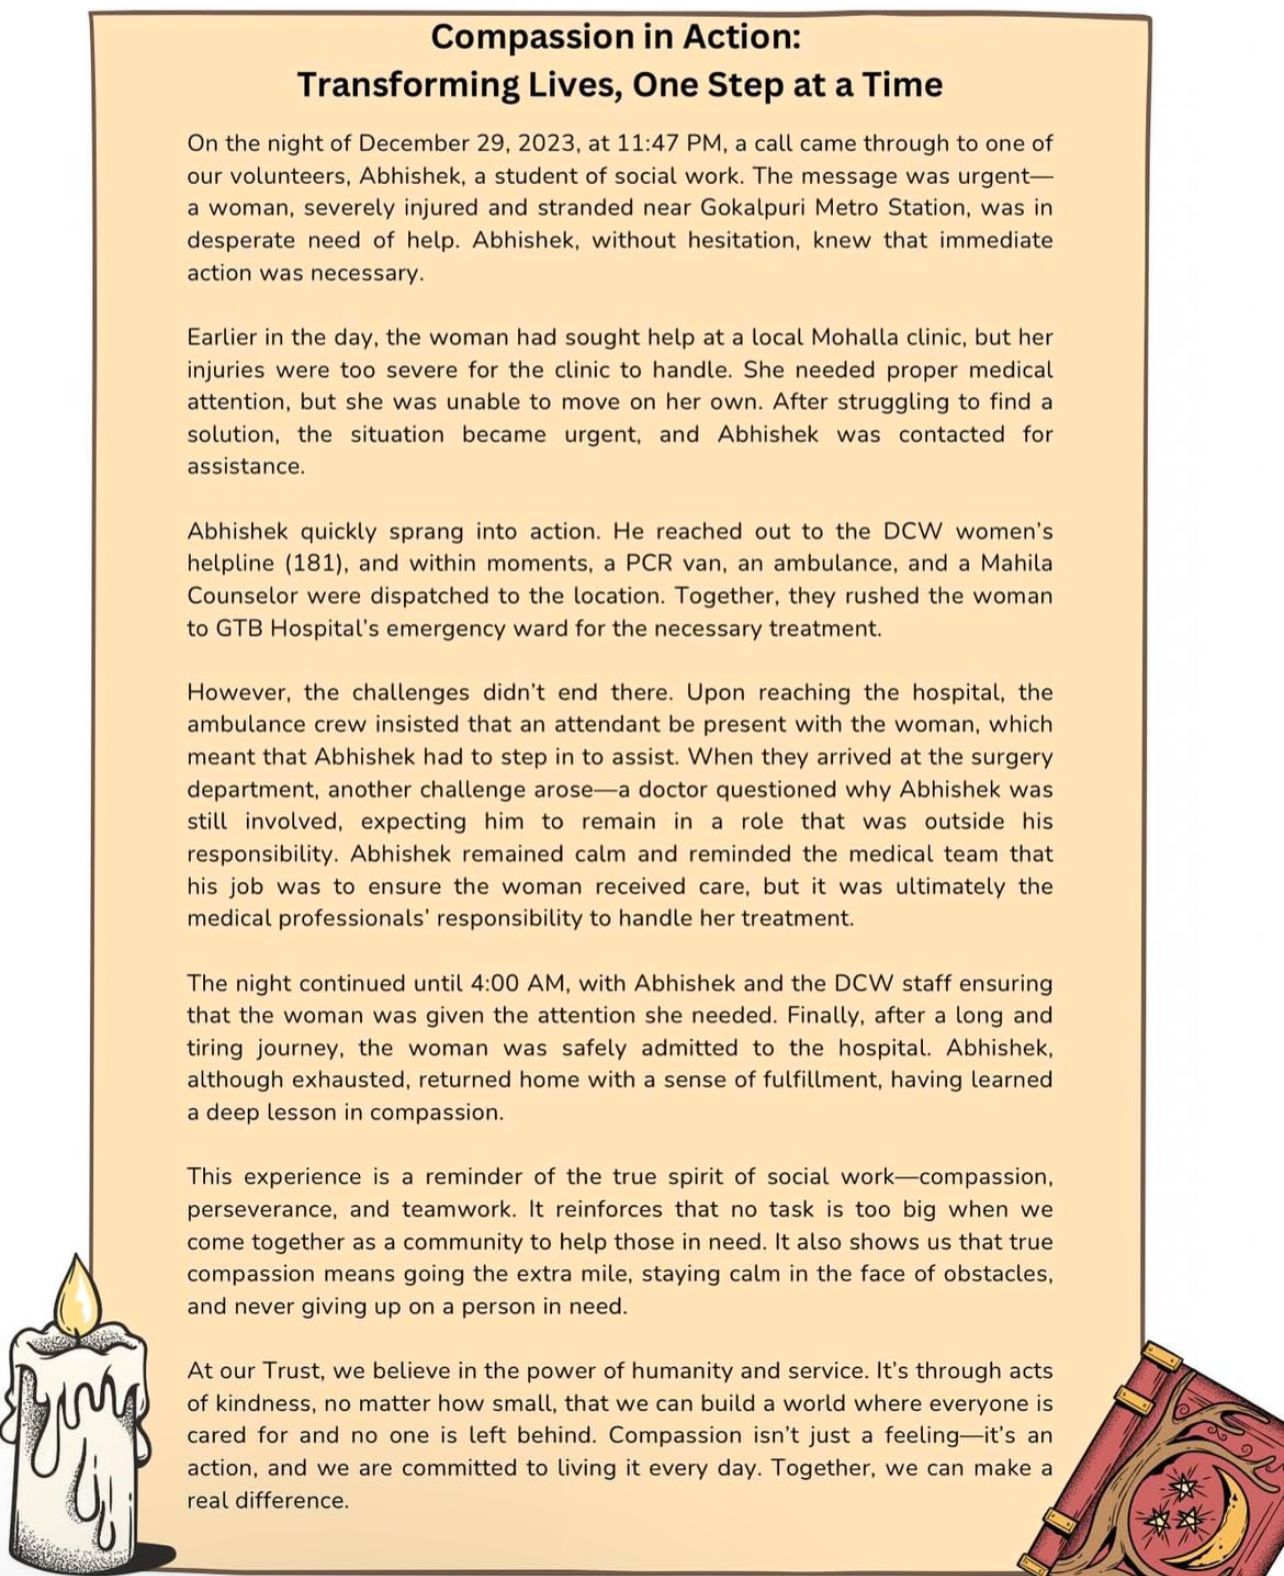 Compassion in Action:
Transforming Lives, One Step at a Time
On the night of December 29, 2023, at 11:47 PM, a call came through to one of
our volunteers, Abhishek, a student of social work. The message was urgent—
a woman, severely injured and stranded near Gokalpuri Metro Station, was in
desperate need of help. Abhishek, without hesitation, knew that immediate
action was necessary.
Earlier in the day, the woman had sought help at a local Mohalla clinic, but her
injuries were too severe for the clinic to handle. She needed proper medical
attention, but she was unable to move on her own. After struggling to find a
solution, the situation became urgent, and Abhishek was contacted for
assistance.
Abhishek quickly sprang into action. He reached out to the DCW women's
helpline (181), and within moments, a PCR van, an ambulance, and a Mahila
Counselor were dispatched to the location. Together, they rushed the woman
to GTB Hospital's emergency ward for the necessary treatment.
However, the challenges didn't end there. Upon reaching the hospital, the
ambulance crew insisted that an attendant be present with the woman, which
meant that Abhishek had to step in to assist. When they arrived at the surgery
department, another challenge arose—a doctor questioned why Abhishek was
still involved, expecting him to remain in a role that was outside his
responsibility. Abhishek remained calm and reminded the medical team that
his job was to ensure the woman received care, but it was ultimately the
medical professionals' responsibility to handle her treatment.
The night continued until 4:00 AM, with Abhishek and the DCW staff ensuring
that the woman was given the attention she needed. Finally, after a long and
tiring journey, the woman was safely admitted to the hospital. Abhishek,
although exhausted, returned home with a sense of fulfillment, having learned
a deep lesson in compassion.
This experience is a reminder of the true spirit of social work—compassion,
perseverance, and teamwork. It reinforces that no task is too big when we
come together as a community to help those in need. It also shows us that true
compassion means going the extra mile, staying calm in the face of obstacles,
and never giving up on a person in need.
At our Trust, we believe in the power of humanity and service. It's through acts
of kindness, no matter how small, that we can build a world where everyone is
cared for and no one is left behind. Compassion isn't just a feeling—it's an
action, and we are committed to living it every day. Together, we can make a
real difference.